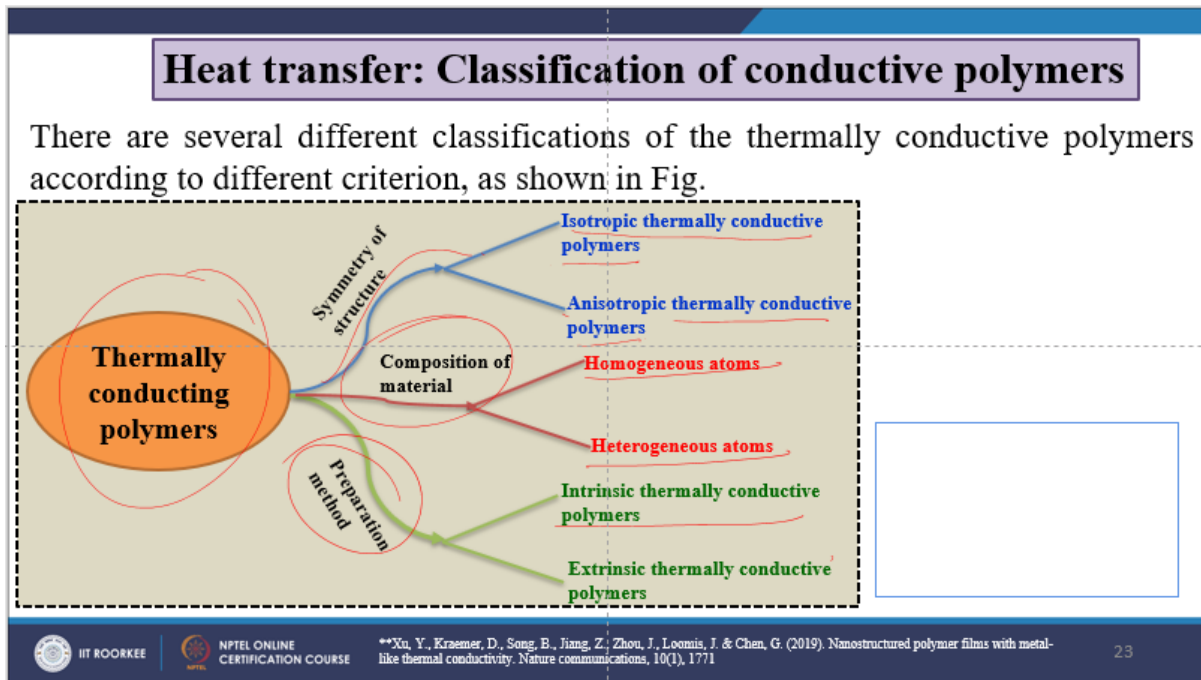 Heat transfer: Classification of conductive polymers
There are several different classifications of the thermally conductive polymers
according to different criterion, as shown in Fig.
Thermally
conducting
polymers
Symmetry of
structure
Isotropic thermally conductive
polymers
Anisotropic thermally conductive
polymers
Composition of
material
Homogeneous atoms
Heterogeneous atoms
Preparation
method
Intrinsic thermally conductive
polymers
Extrinsic thermally conductive
polymers
IIT ROORKEE
NPTEL
NPTEL ONLINE
CERTIFICATION COURSE
**Xu, Y., Kraemer, D., Song, B., Jiang, Z., Zhou, J., Loomis, J. & Chen, G. (2019). Nanostructured polymer films with metal-
like thermal conductivity. Nature communications, 10(1), 1771
23